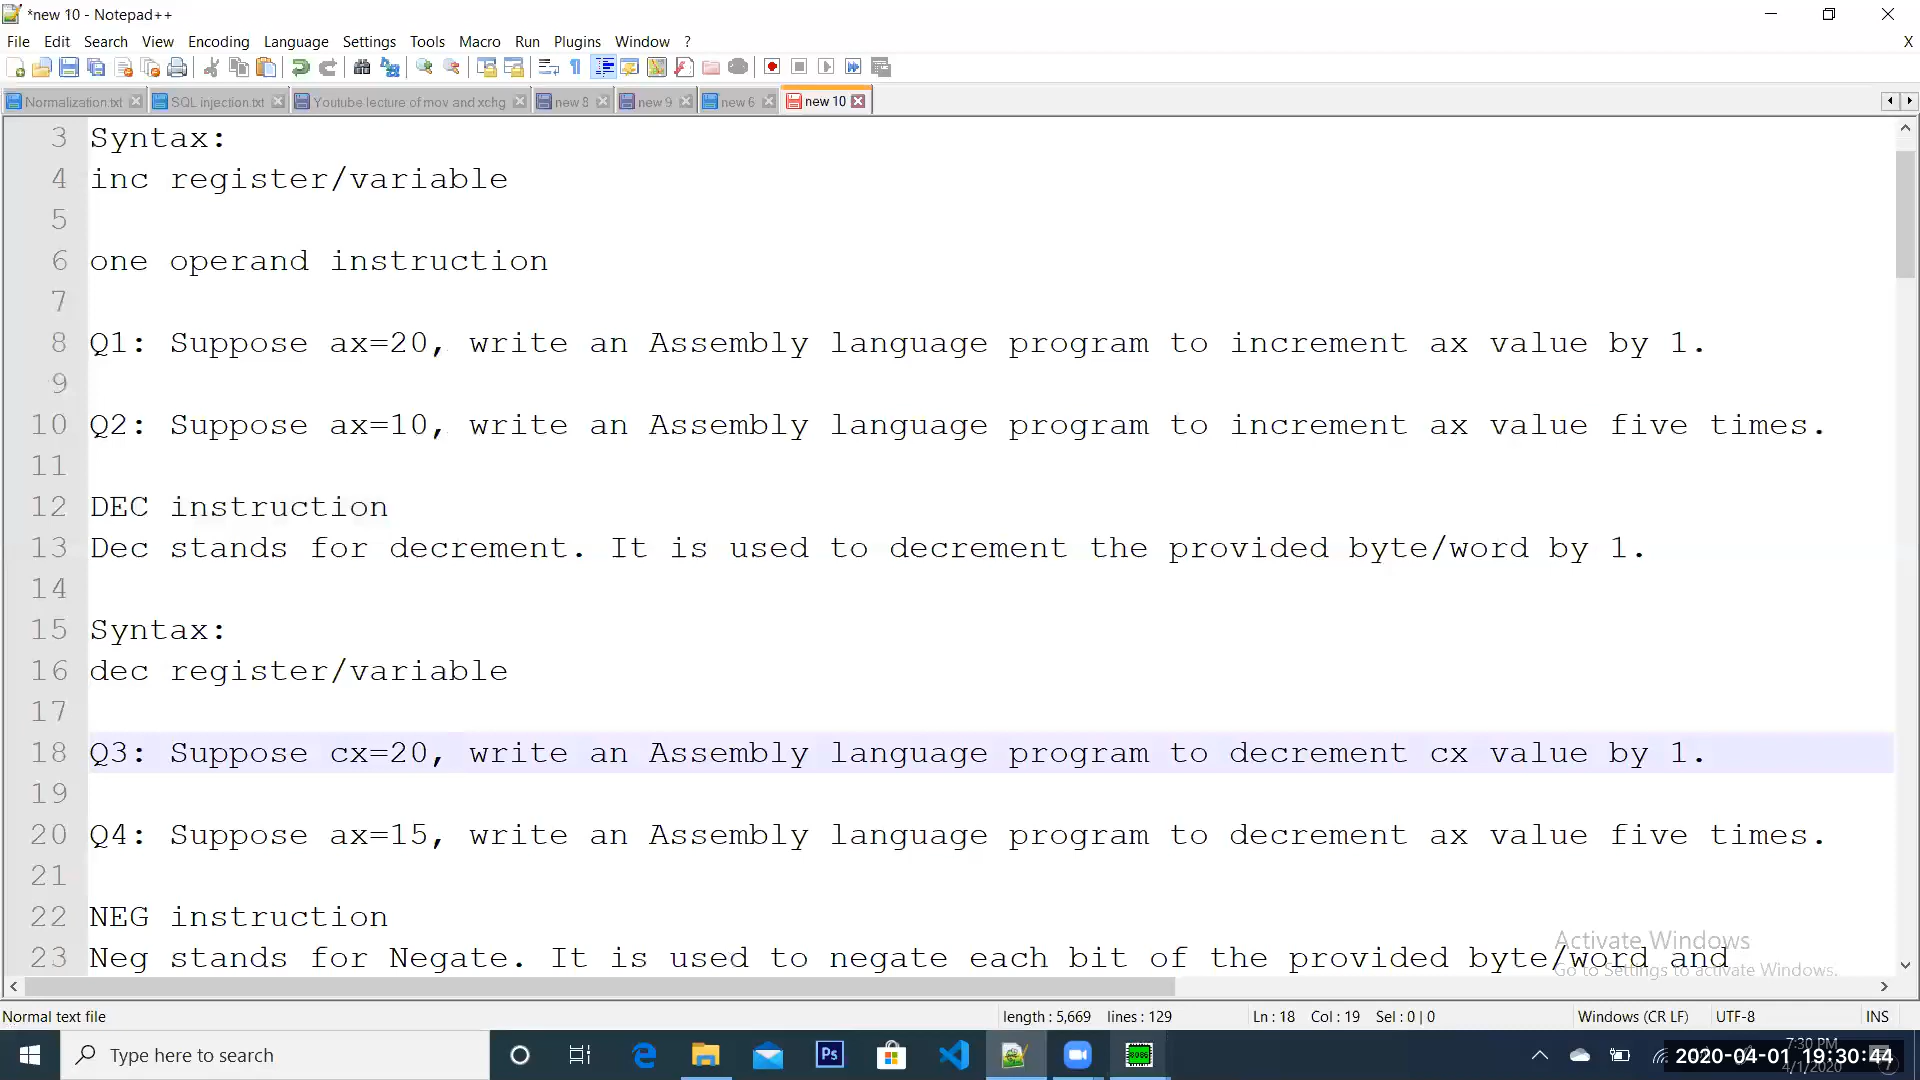 *new 10 - Notepad++
File Edit Search View Encoding Language Settings Tools Macro Run Plugins Window ? X
Normalization.txt SQL injection.txt Youtube lecture of mov and xchg new 8 new 9 new 6 new 10
3 Syntax:
4 inc register/variable
5
6 one operand instruction
7
8 Q1: Suppose ax=20, write an Assembly language program to increment ax value by 1.
9
10 Q2: Suppose ax=10, write an Assembly language program to increment ax value five times.
11
12 DEC instruction
13 Dec stands for decrement. It is used to decrement the provided byte/word by 1.
14
15 Syntax:
16 dec register/variable
17
18 Q3: Suppose cx=20, write an Assembly language program to decrement cx value by 1.
19
20 Q4: Suppose ax=15, write an Assembly language program to decrement ax value five times.
21
22 NEG instruction
23 Neg stands for Negate. It is used to negate each bit of the provided byte/word and
Activate Windows
Go to Settings to activate Windows.
Normal text file length : 5,669 lines : 129 Ln : 18 Col : 19 Sel : 0 | 0 Windows (CR LF) UTF-8 INS
Type here to search
Ps
8086
7:30 PM
2020-04-01 19:30:44
4/1/2020
7